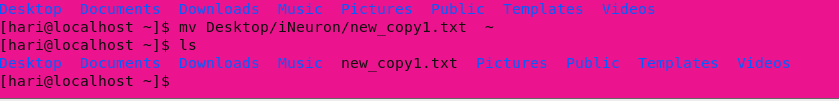 Desktop  Documents  Downloads  Music  Pictures  Public  Templates  Videos
[hari@localhost ~]$ mv Desktop/iNeuron/new_copy1.txt  ~
[hari@localhost ~]$ ls
Desktop  Documents  Downloads  Music  new_copy1.txt  Pictures  Public  Templates  Videos
[hari@localhost ~]$